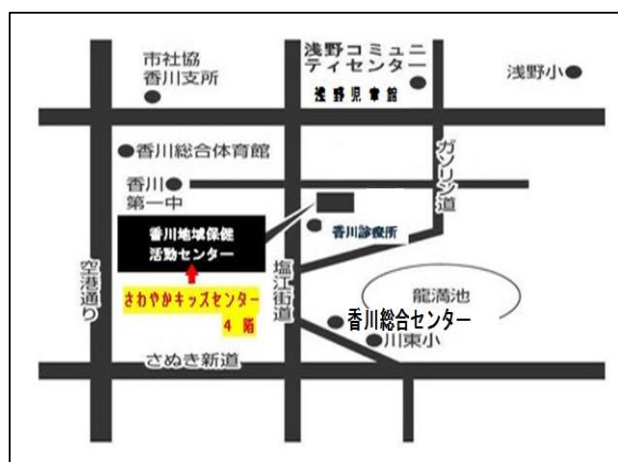 市社協
香川支所
浅野コミュニ
ティセンター
浅野児童館
浅野小
香川総合体育館
香川
第一中
ガソリン道
香川地域保健
活動センター
香川診療所
空港通り
塩江街道
さわやかキッズセンター
4 階
龍満池
香川総合センター
川東小
さぬき新道